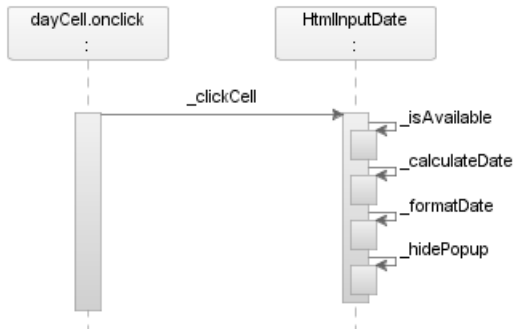 dayCell.onclick
:
HtmlInputDate
:
_clickCell
_isAvailable
_calculateDate
_formatDate
_hidePopup